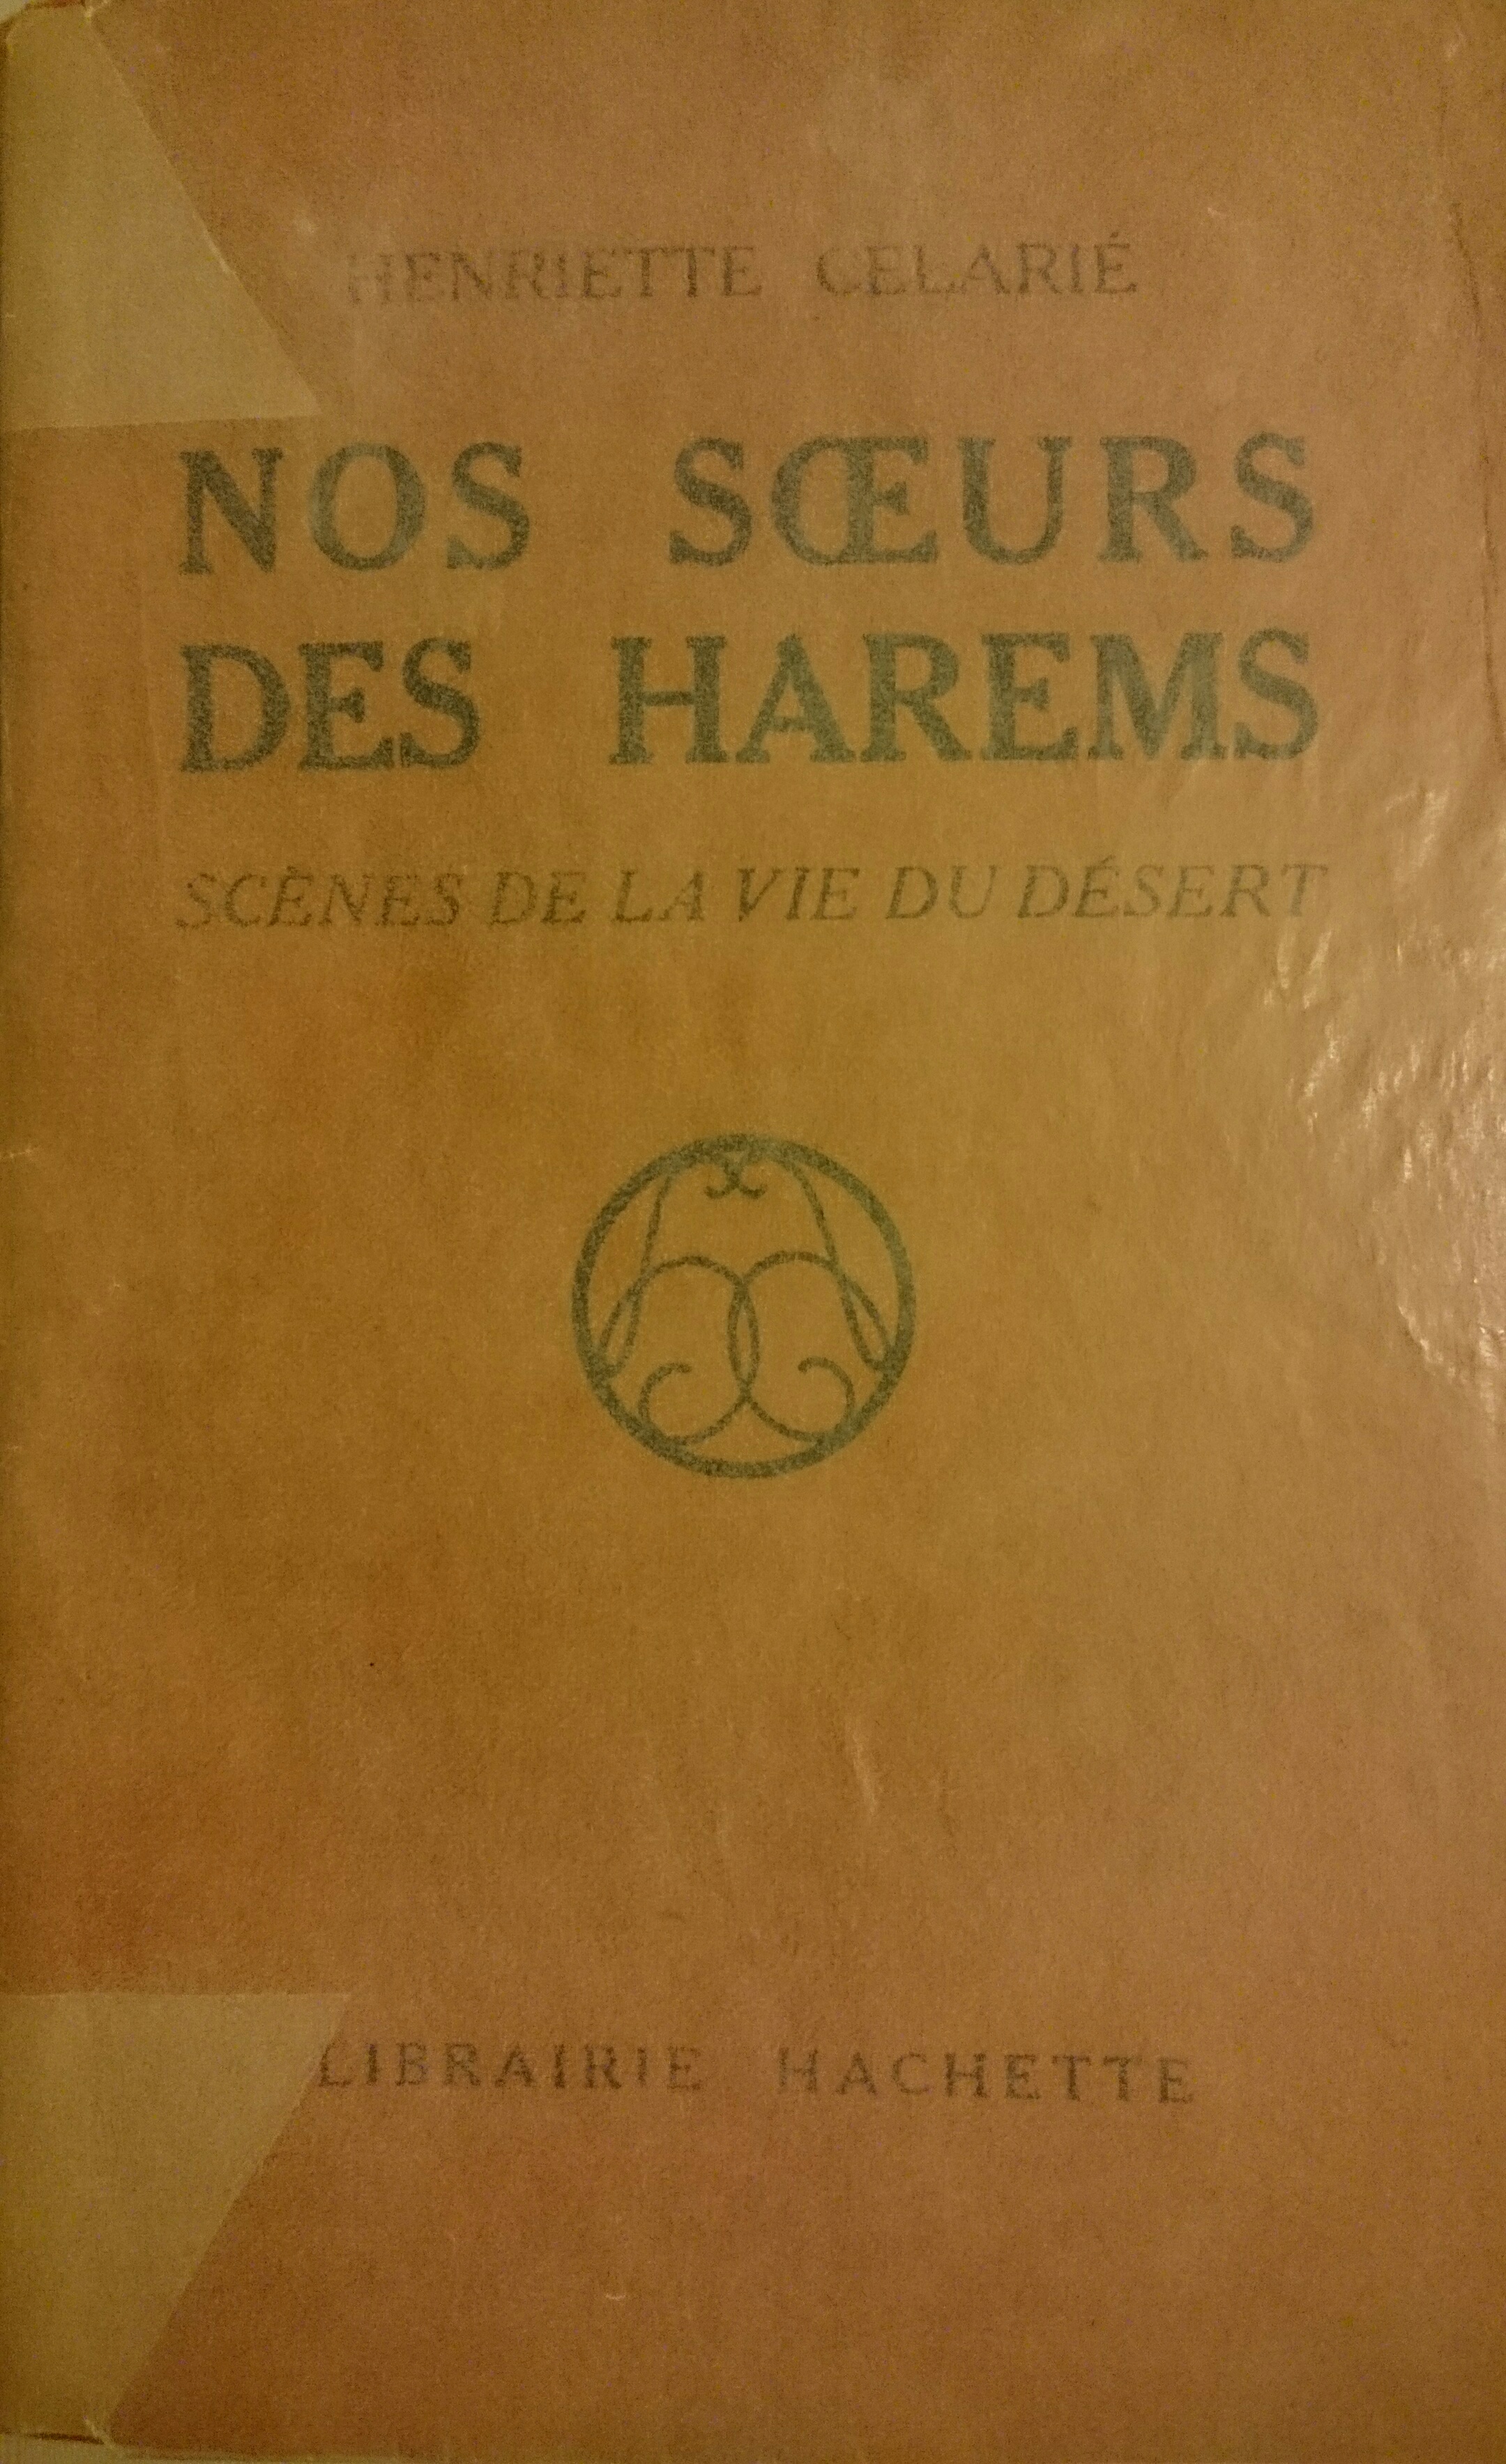 HENRIETTE CELARIÉ
NOS SŒURS
DES HAREMS
SCÈNES DE LA VIE DU DÉSERT
LIBRAIRIE HACHETTE